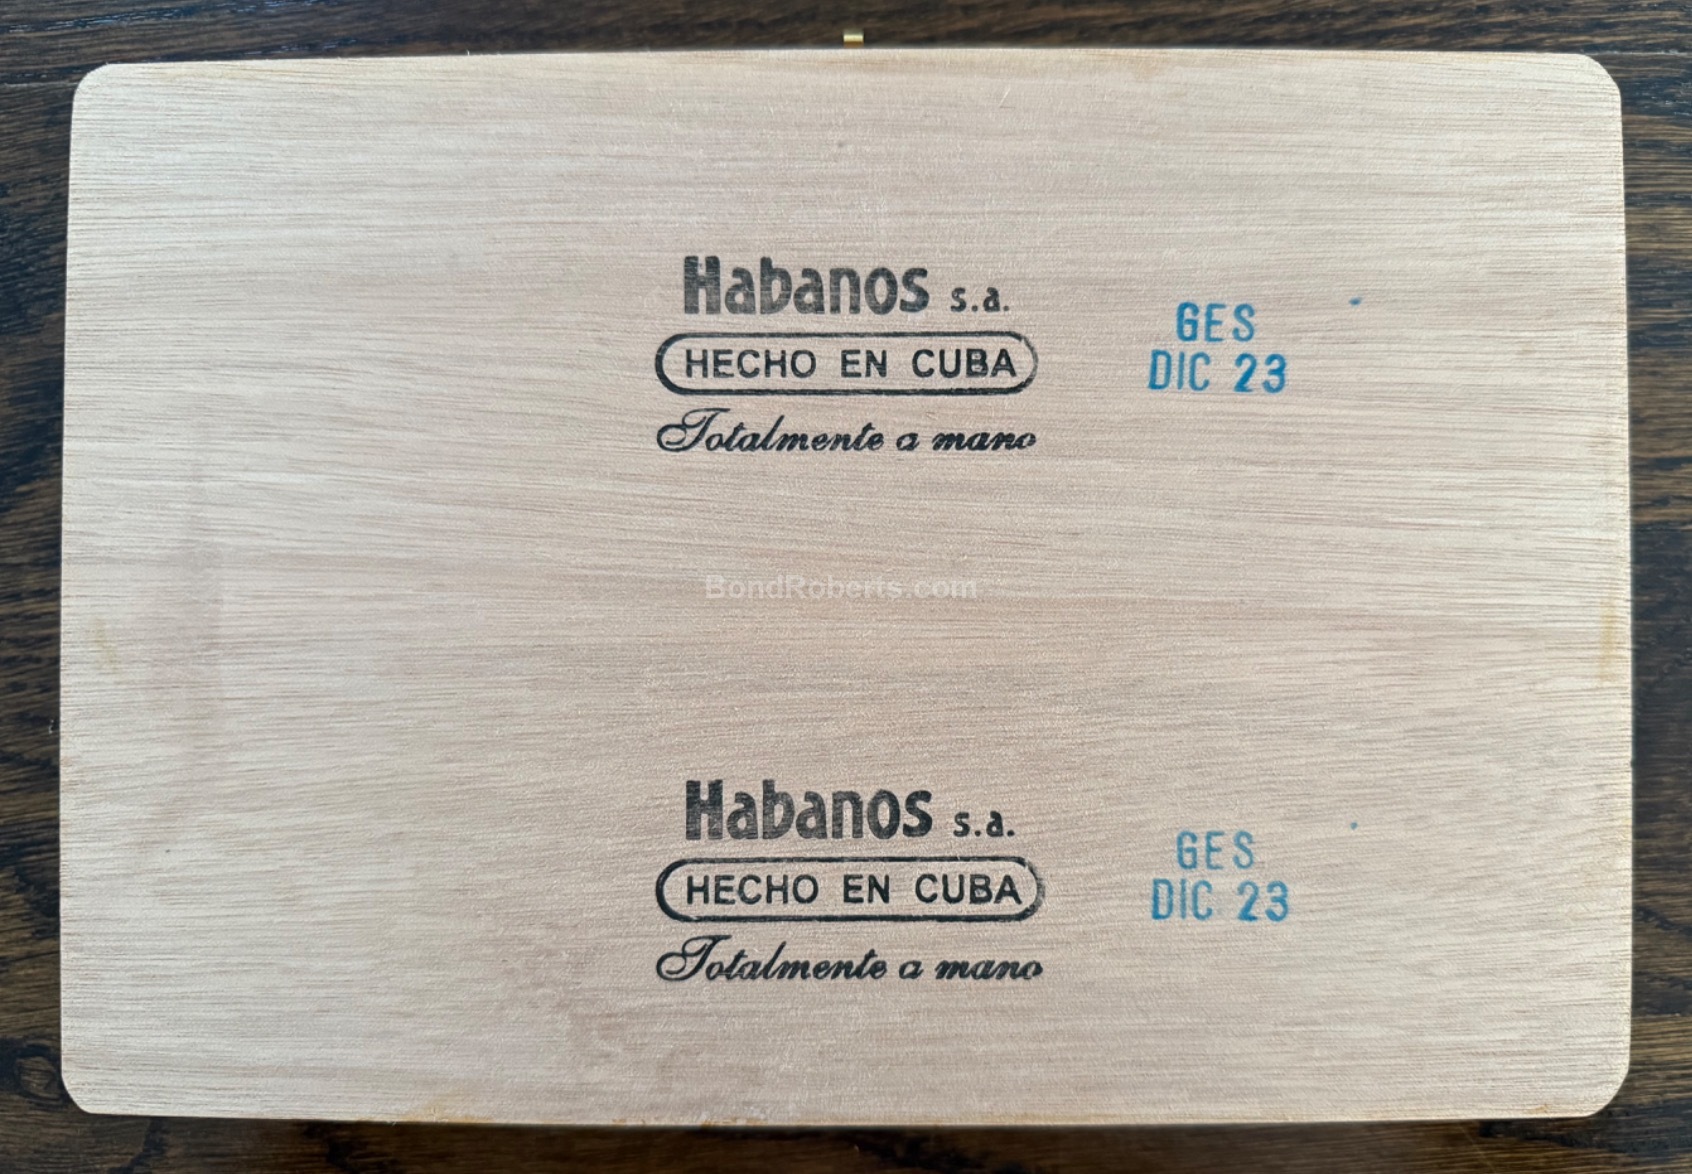 Habanos s.a.
HECHO EN CUBA
Totalmente a mano
GES
DIC 23
BondRoberts.com
Habanos s.a.
HECHO EN CUBA
Totalmente a mano
GES
DIC 23